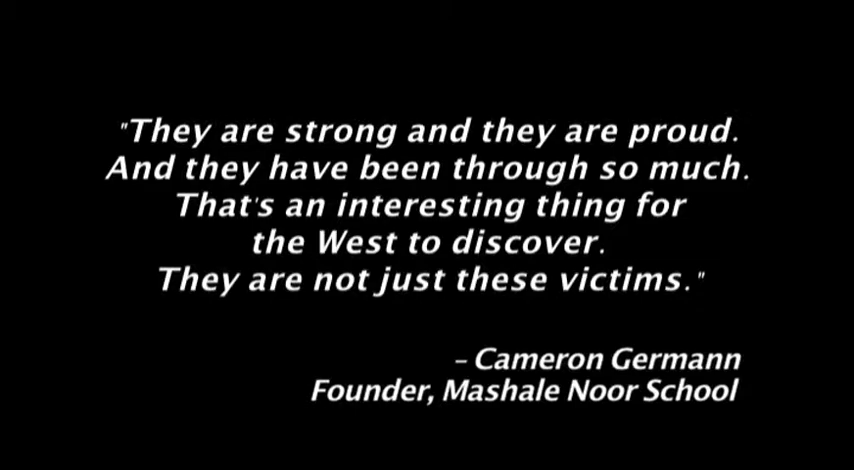 "They are strong and they are proud.
And they have been through so much.
That's an interesting thing for
the West to discover.
They are not just these victims."
– Cameron Germann
Founder, Mashale Noor School